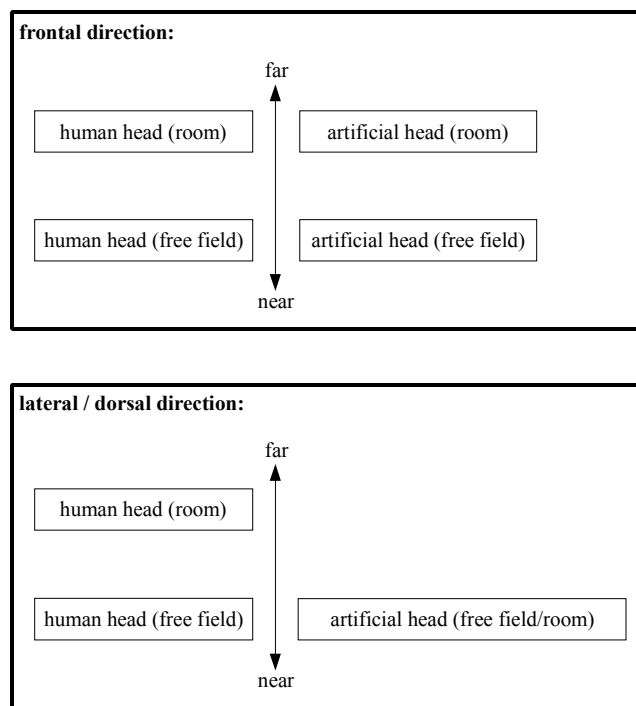 frontal direction:
far
human head (room)
artificial head (room)
human head (free field)
artificial head (free field)
near
lateral / dorsal direction:
far
human head (room)
human head (free field)
artificial head (free field/room)
near